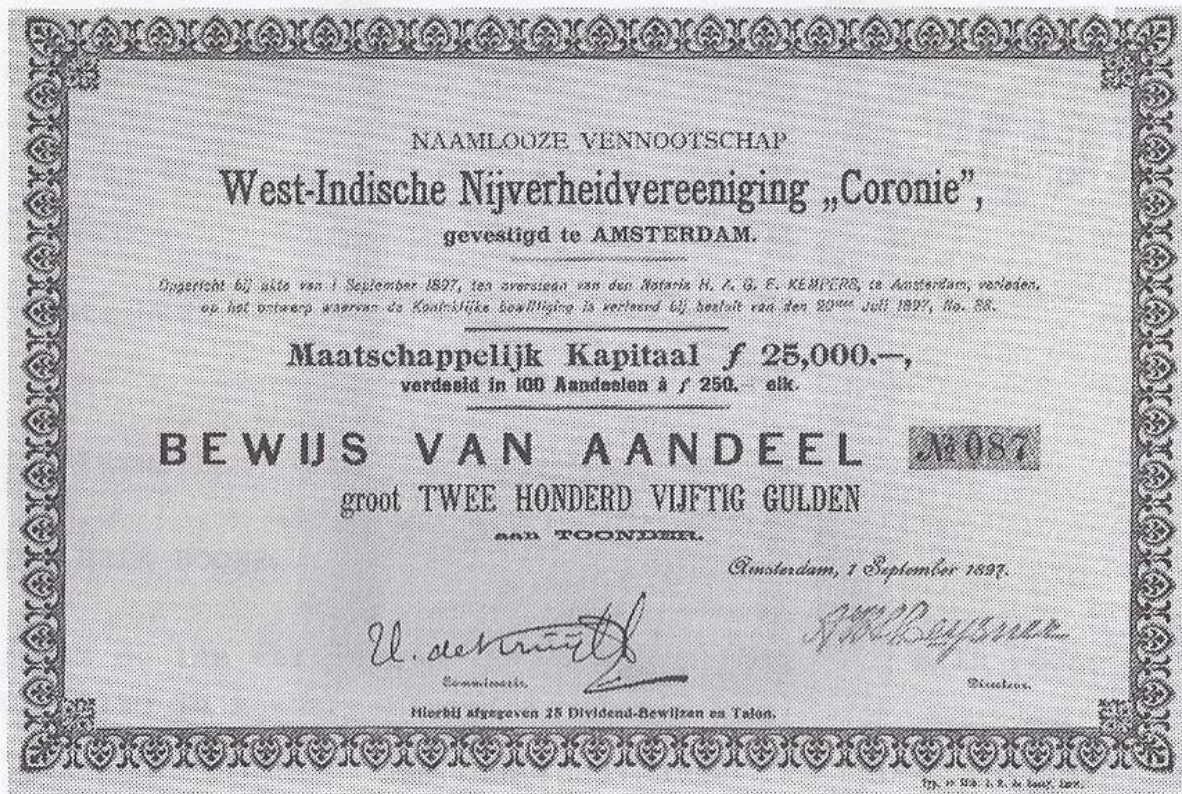 NAAMLOOZE VENNOOTSCHAP
West-Indische Nijverheidvereeniging „Coronie”,
gevestigd te AMSTERDAM.
Opgericht bij akte van 1 September 1897, ten overstaan van den Notaris H. A. G. E. KEMPERS, te Amsterdam, verleden,
op het ontwerp waarvan de Koninklijke bewilliging is verleend bij besluit van den 20sten Juli 1897, No. 88.
Maatschappelijk Kapitaal ƒ 25,000.—,
verdeeld in 100 Aandeelen à ƒ 250.— elk.
BEWIJS VAN AANDEEL № 087
groot TWEE HONDERD VIJFTIG GULDEN
aan TOONDER.
Amsterdam, 1 September 1897.
Commissaris.
Directeur.
Hierbij afgegeven 25 Dividend-Bewijzen en Talon.